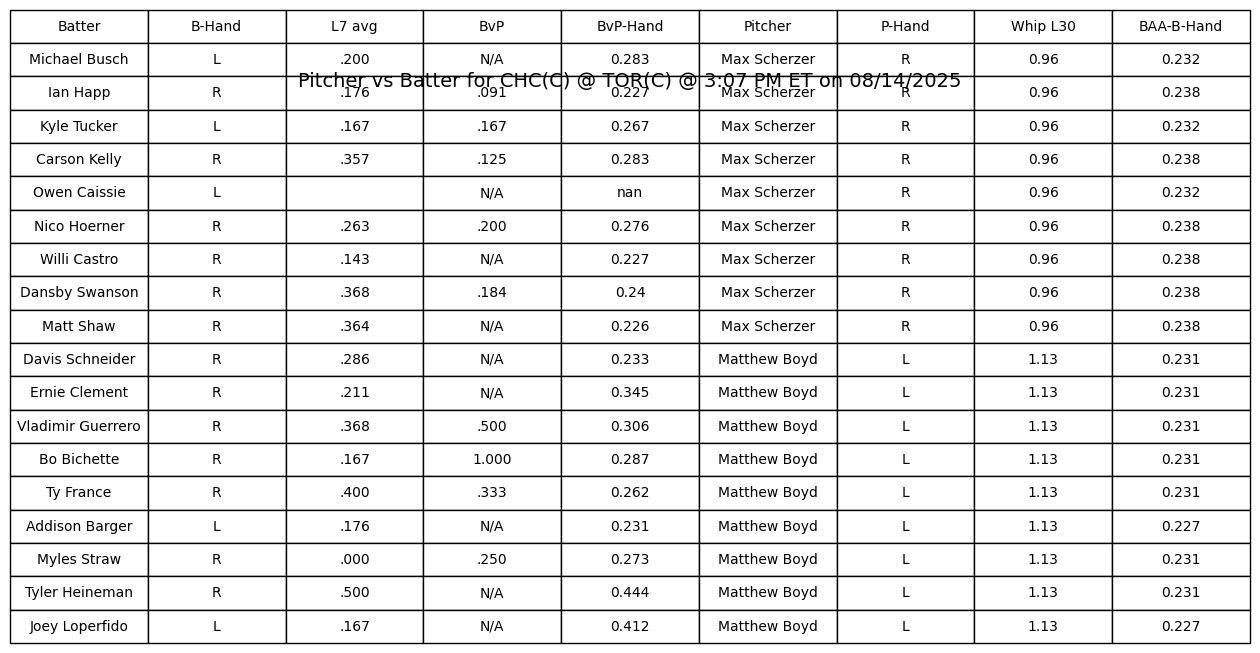 Batter B-Hand L7 avg BvP BvP-Hand Pitcher P-Hand Whip L30 BAA-B-Hand
Michael Busch L .200 N/A 0.283 Max Scherzer R 0.96 0.232
Pitcher vs Batter for CHC(C) @ TOR(C) @ 3:07 PM ET on 08/14/2025
Ian Happ R .176 .091 0.227 Max Scherzer R 0.96 0.238
Kyle Tucker L .167 .167 0.267 Max Scherzer R 0.96 0.232
Carson Kelly R .357 .125 0.283 Max Scherzer R 0.96 0.238
Owen Caissie L N/A nan Max Scherzer R 0.96 0.232
Nico Hoerner R .263 .200 0.276 Max Scherzer R 0.96 0.238
Willi Castro R .143 N/A 0.227 Max Scherzer R 0.96 0.238
Dansby Swanson R .368 .184 0.24 Max Scherzer R 0.96 0.238
Matt Shaw R .364 N/A 0.226 Max Scherzer R 0.96 0.238
Davis Schneider R .286 N/A 0.233 Matthew Boyd L 1.13 0.231
Ernie Clement R .211 N/A 0.345 Matthew Boyd L 1.13 0.231
Vladimir Guerrero R .368 .500 0.306 Matthew Boyd L 1.13 0.231
Bo Bichette R .167 1.000 0.287 Matthew Boyd L 1.13 0.231
Ty France R .400 .333 0.262 Matthew Boyd L 1.13 0.231
Addison Barger L .176 N/A 0.231 Matthew Boyd L 1.13 0.227
Myles Straw R .000 .250 0.273 Matthew Boyd L 1.13 0.231
Tyler Heineman R .500 N/A 0.444 Matthew Boyd L 1.13 0.231
Joey Loperfido L .167 N/A 0.412 Matthew Boyd L 1.13 0.227